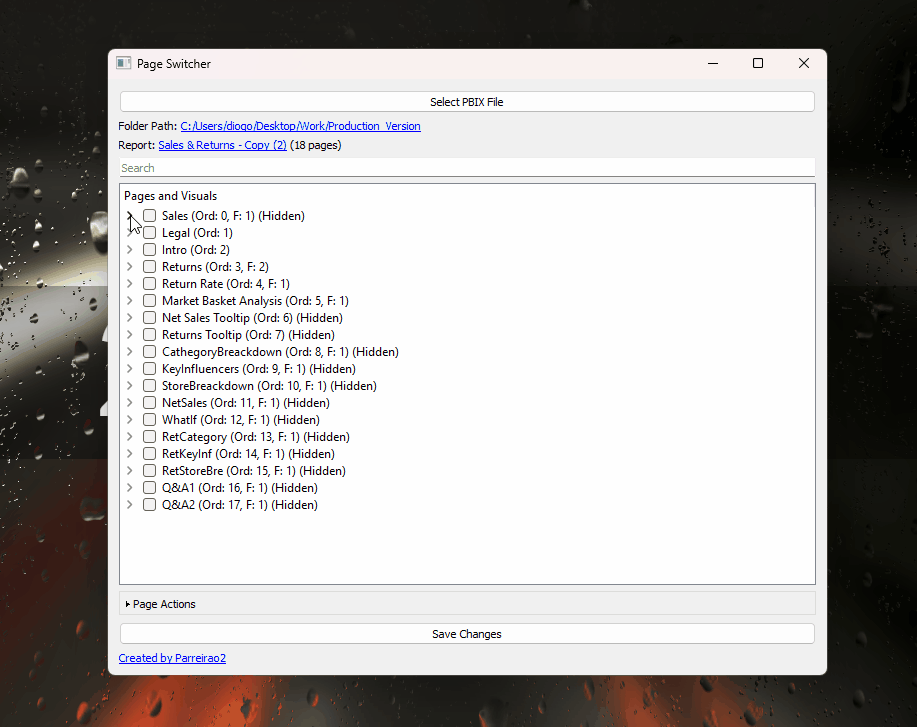 Page Switcher
Select PBIX File
Folder Path: C:/Users/diogo/Desktop/Work/Production_Version
Report: Sales & Returns - Copy (2) (18 pages)
Search
Pages and Visuals
Sales (Ord: 0, F: 1) (Hidden)
Legal (Ord: 1)
Intro (Ord: 2)
Returns (Ord: 3, F: 2)
Return Rate (Ord: 4, F: 1)
Market Basket Analysis (Ord: 5, F: 1)
Net Sales Tooltip (Ord: 6) (Hidden)
Returns Tooltip (Ord: 7) (Hidden)
CathegoryBreackdown (Ord: 8, F: 1) (Hidden)
KeyInfluencers (Ord: 9, F: 1) (Hidden)
StoreBreackdown (Ord: 10, F: 1) (Hidden)
NetSales (Ord: 11, F: 1) (Hidden)
WhatIf (Ord: 12, F: 1) (Hidden)
RetCategory (Ord: 13, F: 1) (Hidden)
RetKeyInf (Ord: 14, F: 1) (Hidden)
RetStoreBre (Ord: 15, F: 1) (Hidden)
Q&A1 (Ord: 16, F: 1) (Hidden)
Q&A2 (Ord: 17, F: 1) (Hidden)
Page Actions
Save Changes
Created by Parreirao2